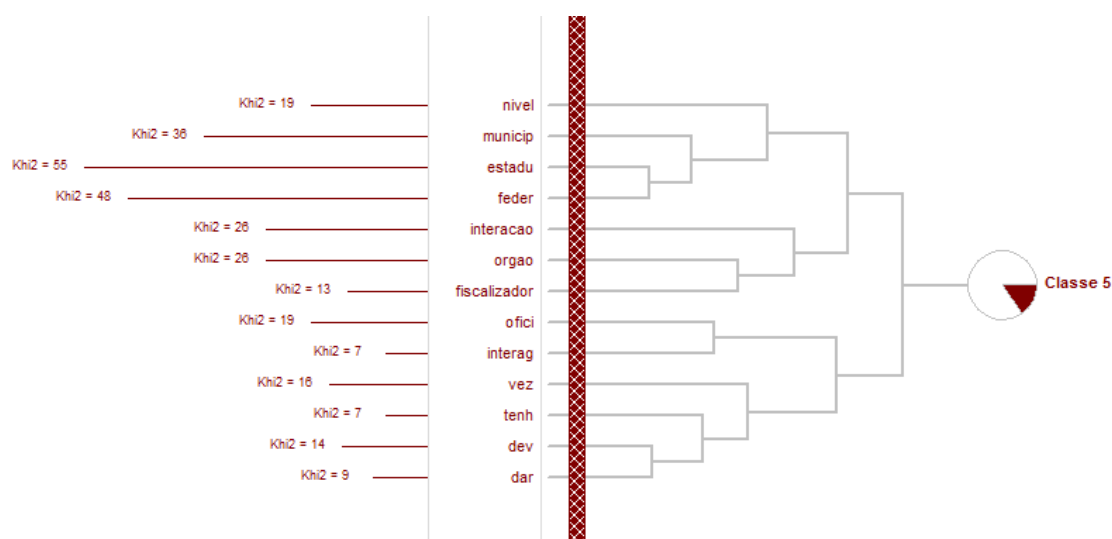 Khi2 = 19 nivel
Khi2 = 36 municip
Khi2 = 55 estadu
Khi2 = 48 feder
Khi2 = 26 interacao
Khi2 = 26 orgao
Khi2 = 13 fiscalizador
Khi2 = 19 ofici
Khi2 = 7 interag
Khi2 = 16 vez
Khi2 = 7 tenh
Khi2 = 14 dev
Khi2 = 9 dar
Classe 5